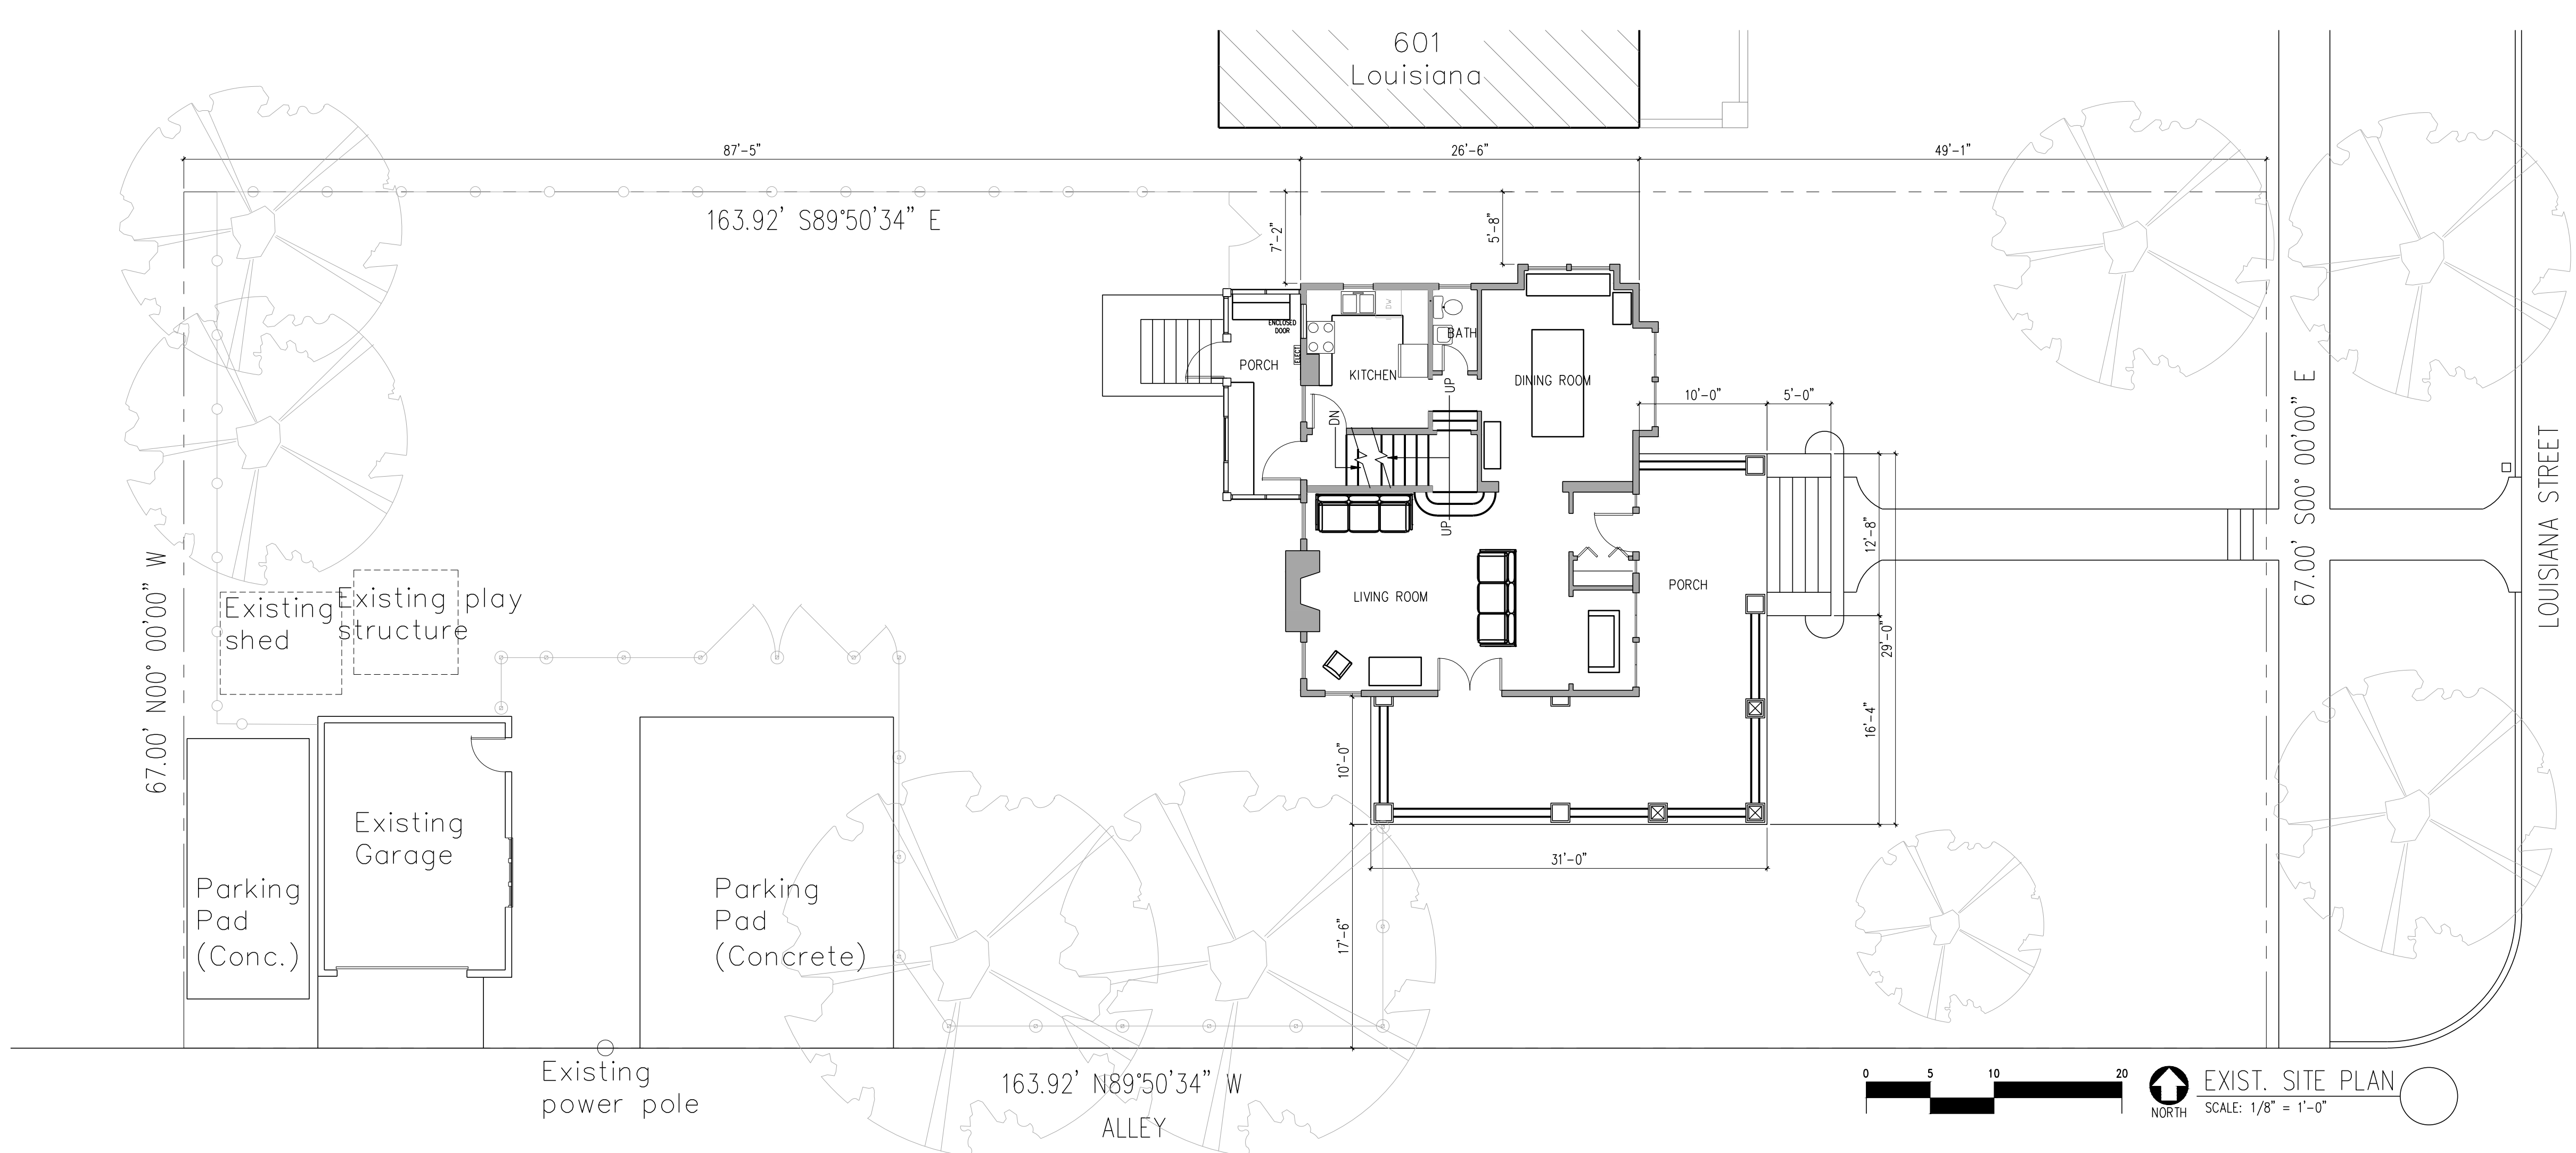 601
Louisiana
87'-5"
26'-6"
49'-1"
163.92' S89°50'34" E
7'-2"
5'-8"
ENCLOSED
DOOR
ELECT
PORCH
DW
KITCHEN
BATH
UP
DN
DINING ROOM
10'-0"
5'-0"
UP
LIVING ROOM
PORCH
12'-8"
29'-0"
16'-4"
10'-0"
17'-6"
31'-0"
67.00' N00° 00'00" W
67.00' S00° 00'00" E
LOUISIANA STREET
Existing
shed
Existing play
structure
Existing
Garage
Parking
Pad
(Conc.)
Parking
Pad
(Concrete)
Existing
power pole
163.92' N89°50'34" W
ALLEY
0 5 10 20
NORTH
EXIST. SITE PLAN
SCALE: 1/8" = 1'-0"